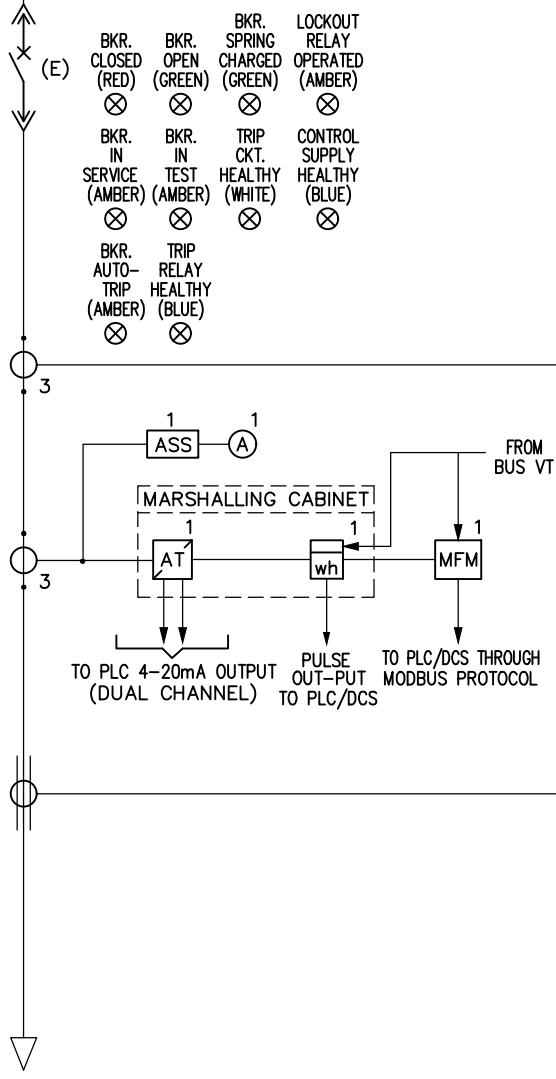 (E)
BKR.
CLOSED
(RED)
BKR.
OPEN
(GREEN)
BKR.
SPRING
CHARGED
(GREEN)
LOCKOUT
RELAY
OPERATED
(AMBER)
BKR.
IN
SERVICE
(AMBER)
BKR.
IN
TEST
(AMBER)
TRIP
CKT.
HEALTHY
(WHITE)
CONTROL
SUPPLY
HEALTHY
(BLUE)
BKR.
AUTO-
TRIP
(AMBER)
TRIP
RELAY
HEALTHY
(BLUE)
3
1
ASS
1
A
FROM
BUS VT
MARSHALLING CABINET
1
AT
1
wh
1
MFM
3
TO PLC 4-20mA OUTPUT
(DUAL CHANNEL)
PULSE
OUT-PUT
TO PLC/DCS
TO PLC/DCS THROUGH
MODBUS PROTOCOL